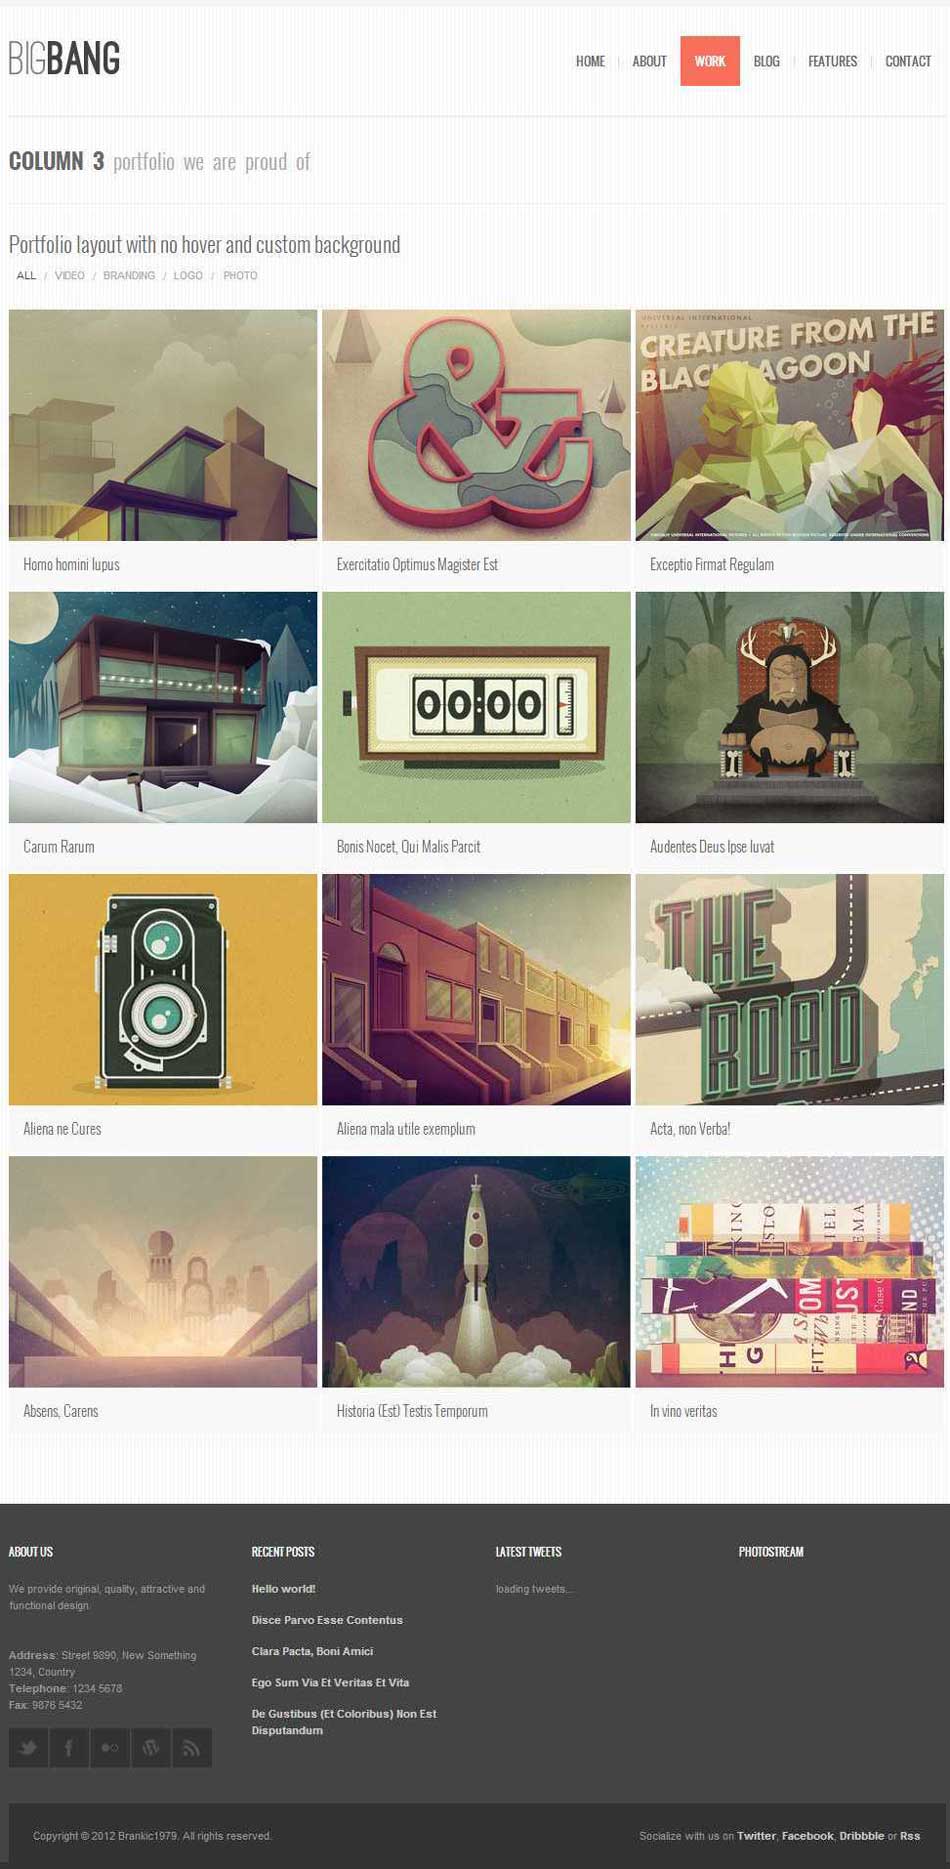 BIGBANG
HOME ABOUT WORK BLOG FEATURES CONTACT
COLUMN 3 portfolio we are proud of
Portfolio layout with no hover and custom background
ALL / VIDEO / BRANDING / LOGO / PHOTO
UNIVERSAL INTERNATIONAL
PRESENTS
CREATURE FROM THE
BLACK LAGOON
Homo homini lupus
Exercitatio Optimus Magister Est
Exceptio Firmat Regulam
00:00
Carum Rarum
Bonis Nocet, Qui Malis Parcit
Audentes Deus Ipse Iuvat
THE
ROAD
Aliena ne Cures
Aliena mala utile exemplum
Acta, non Verba!
Absens, Carens
Historia (Est) Testis Temporum
In vino veritas
ABOUT US
We provide original, quality, attractive and
functional design.
Address: Street 9890, New Something
1234, Country
Telephone: 1234 5678
Fax: 9876 5432
RECENT POSTS
Hello world!
Disce Parvo Esse Contentus
Clara Pacta, Boni Amici
Ego Sum Via Et Veritas Et Vita
De Gustibus (Et Coloribus) Non Est
Disputandum
LATEST TWEETS
loading tweets...
PHOTOSTREAM
Copyright © 2012 Brankic1979. All rights reserved.
Socialize with us on Twitter, Facebook, Dribbble or Rss